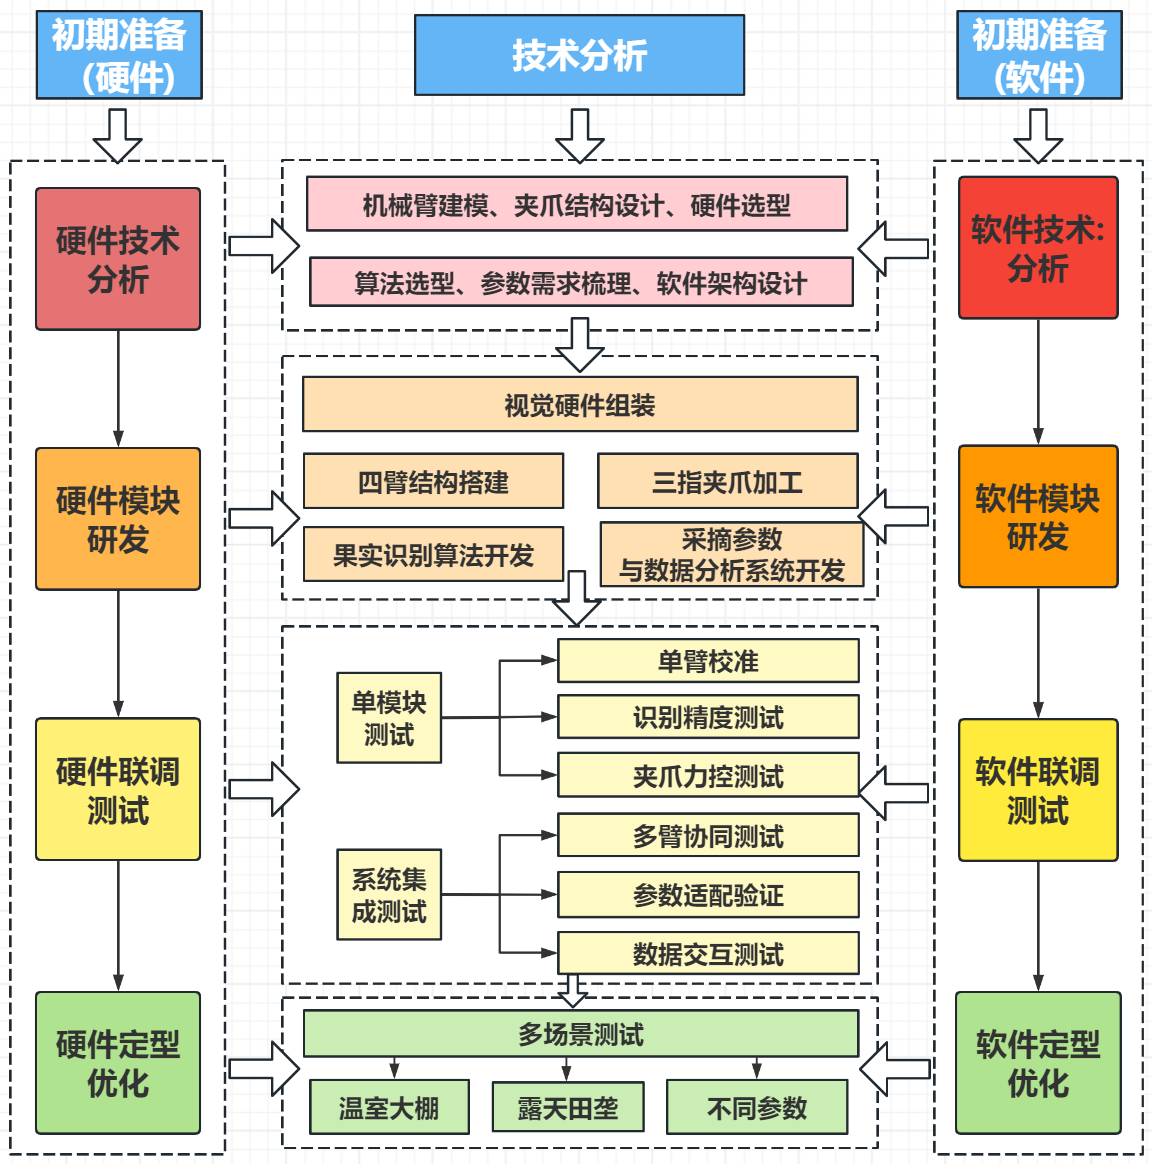 初期准备
(硬件)
技术分析
初期准备
(软件)
硬件技术
分析
机械臂建模、夹爪结构设计、硬件选型
算法选型、参数需求梳理、软件架构设计
软件技术:
分析
硬件模块
研发
视觉硬件组装
四臂结构搭建
三指夹爪加工
果实识别算法开发
采摘参数
与数据分析系统开发
软件模块
研发
硬件联调
测试
单模块
测试
单臂校准
识别精度测试
夹爪力控测试
系统集
成测试
多臂协同测试
参数适配验证
数据交互测试
软件联调
测试
硬件定型
优化
多场景测试
温室大棚
露天田垄
不同参数
软件定型
优化